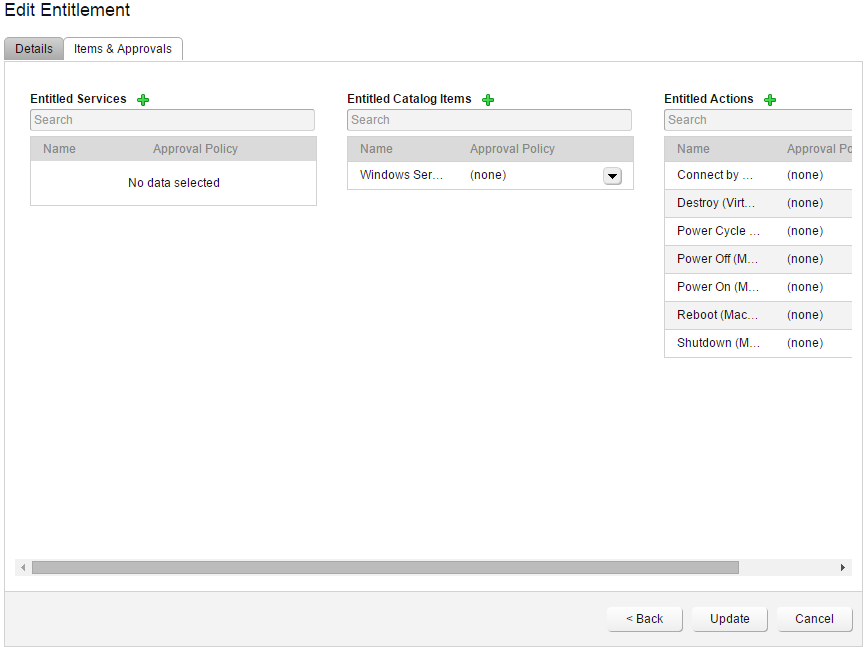 Edit Entitlement
Details Items & Approvals
Entitled Services Entitled Catalog Items Entitled Actions
Search Search Search
Name Approval Policy Name Approval Policy Name Approval Po
No data selected Windows Ser... (none) Connect by ... (none)
Destroy (Virt... (none)
Power Cycle ... (none)
Power Off (M... (none)
Power On (M... (none)
Reboot (Mac... (none)
Shutdown (M... (none)
< Back Update Cancel